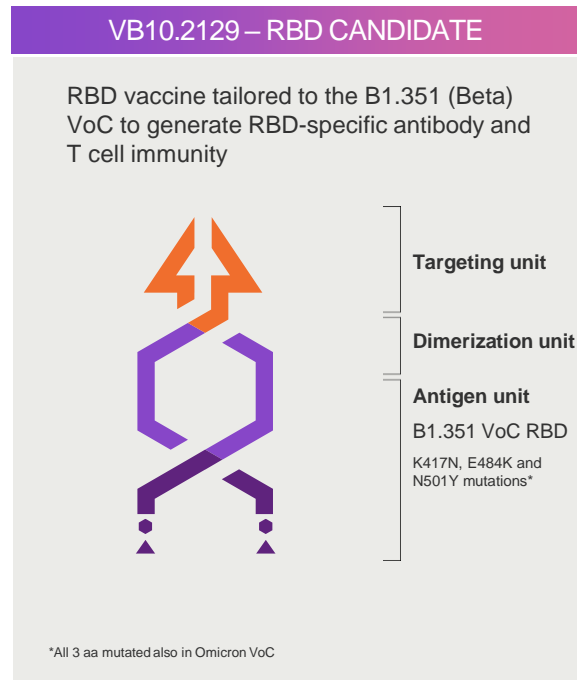 VB10.2129 – RBD CANDIDATE
RBD vaccine tailored to the B1.351 (Beta)
VoC to generate RBD-specific antibody and
T cell immunity
Targeting unit
Dimerization unit
Antigen unit
B1.351 VoC RBD
K417N, E484K and
N501Y mutations*
*All 3 aa mutated also in Omicron VoC